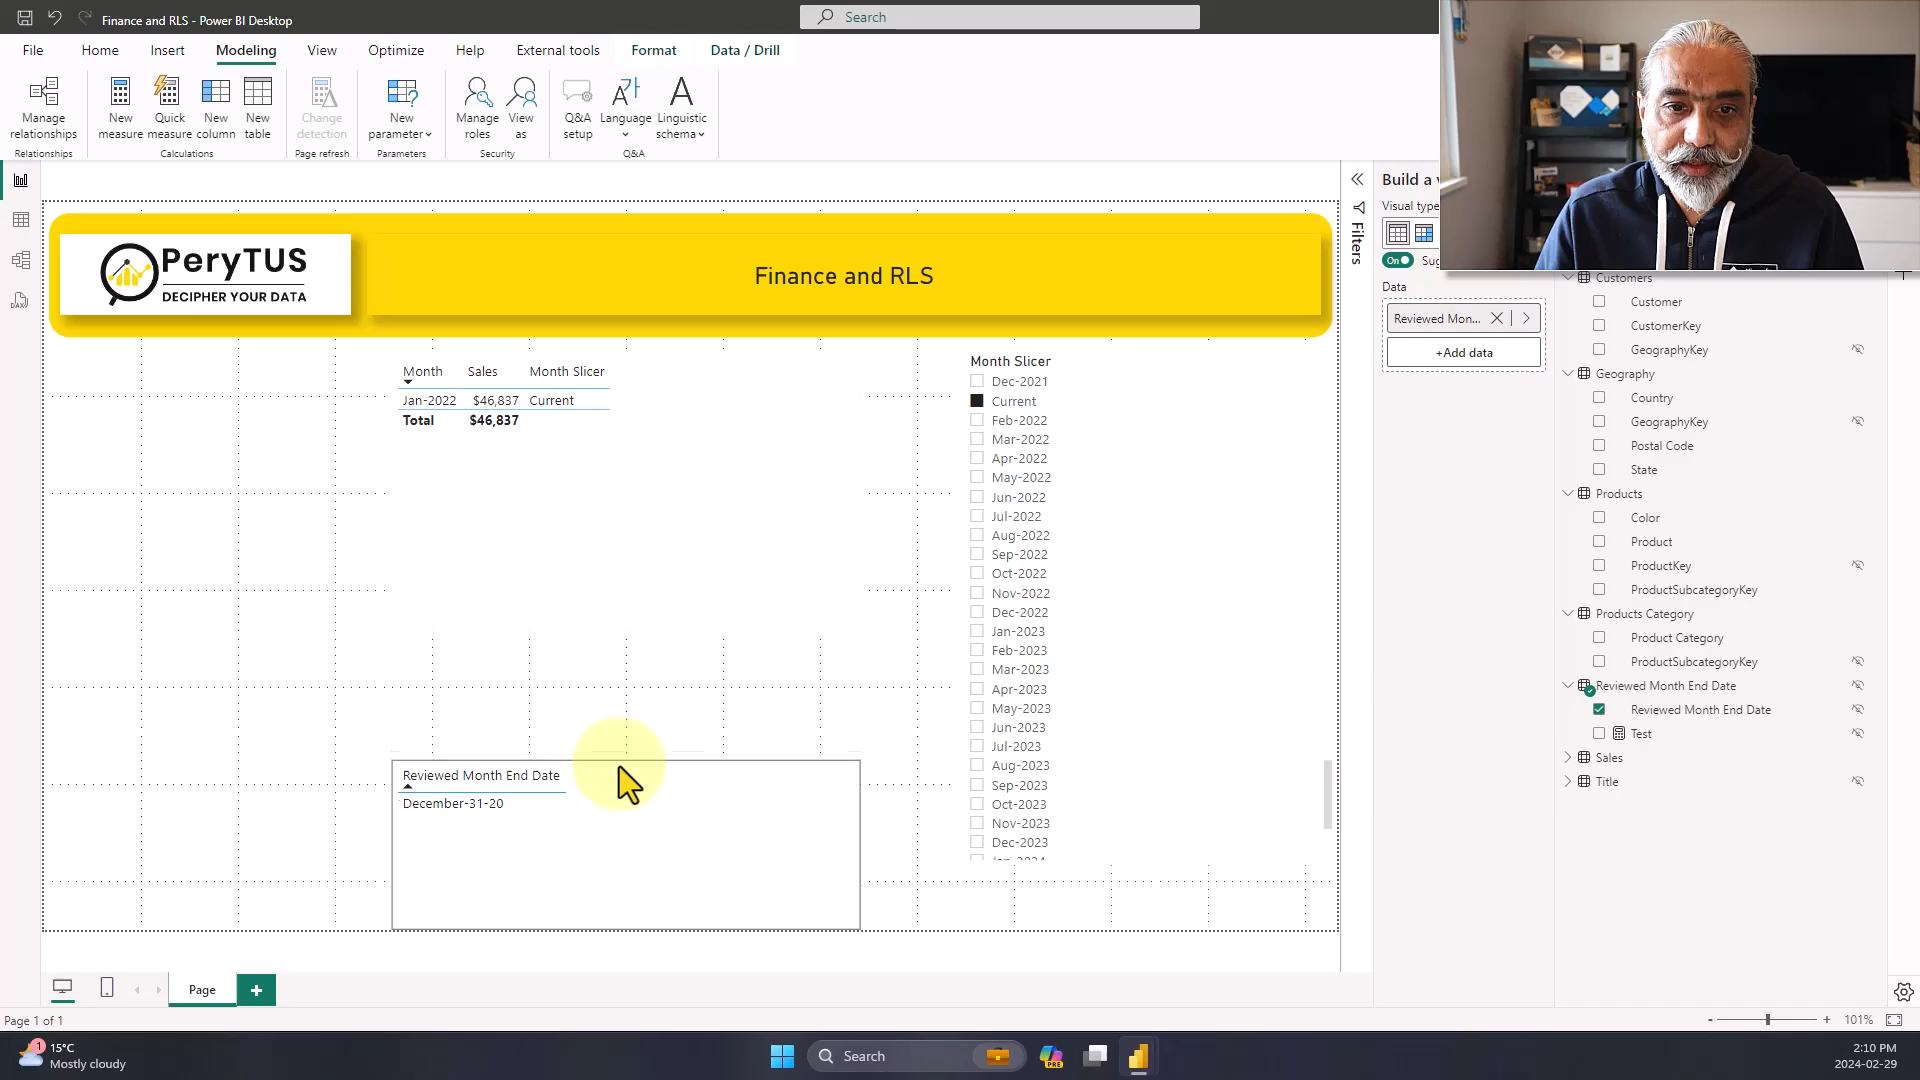 Finance and RLS - Power BI Desktop
Search
File Home Insert Modeling View Optimize Help External tools Format Data / Drill
Manage relationships
New measure
Quick measure
New column
New table
Change detection
New parameter
Manage roles
View as
Q&A setup
Language
Linguistic schema
Relationships Calculations Page refresh Parameters Security Q&A
PeryTUS
DECIPHER YOUR DATA
Finance and RLS
Month Sales Month Slicer
Jan-2022 $46,837 Current
Total $46,837
Month Slicer
Dec-2021
Current
Feb-2022
Mar-2022
Apr-2022
May-2022
Jun-2022
Jul-2022
Aug-2022
Sep-2022
Oct-2022
Nov-2022
Dec-2022
Jan-2023
Feb-2023
Mar-2023
Apr-2023
May-2023
Jun-2023
Jul-2023
Aug-2023
Sep-2023
Oct-2023
Nov-2023
Dec-2023
Reviewed Month End Date
December-31-20
Filters
Build a v
Visual type
On Sug
Data
Reviewed Mon...
+Add data
Customers
Customer
CustomerKey
GeographyKey
Geography
Country
GeographyKey
Postal Code
State
Products
Color
Product
ProductKey
ProductSubcategoryKey
Products Category
Product Category
ProductSubcategoryKey
Reviewed Month End Date
Reviewed Month End Date
Test
Sales
Title
DAX
Page
+
Page 1 of 1
- + 101%
1
15°C
Mostly cloudy
Search
PRE
2:10 PM
2024-02-29